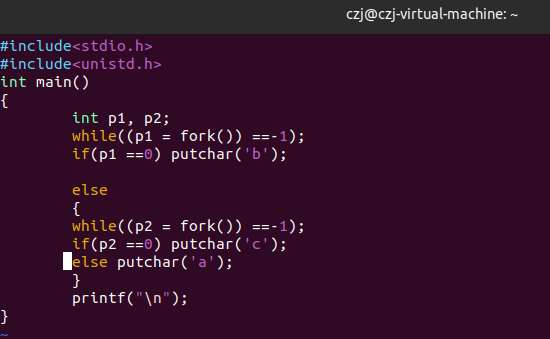 czj@czj-virtual-machine: ~
#include<stdio.h>
#include<unistd.h>
int main()
{
int p1, p2;
while((p1 = fork()) ==-1);
if(p1 ==0) putchar('b');
else
{
while((p2 = fork()) ==-1);
if(p2 ==0) putchar('c');
else putchar('a');
}
printf("\n");
}
~